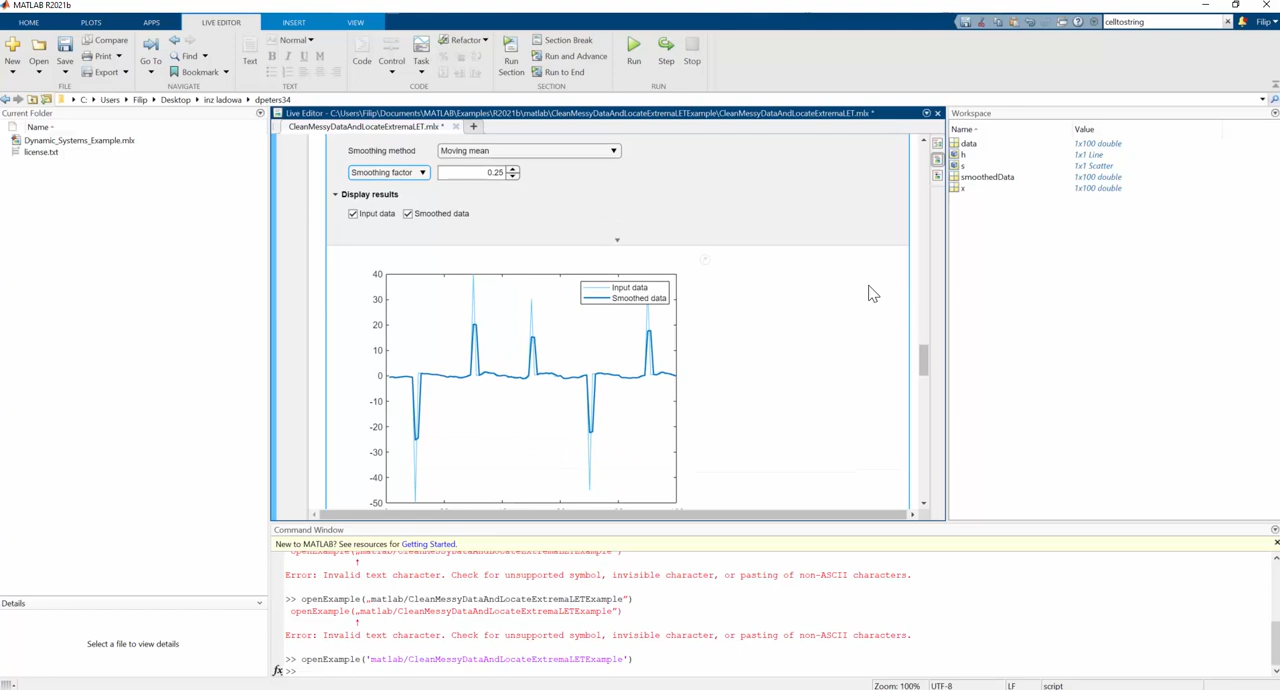 MATLAB R2021b
HOME PLOTS APPS LIVE EDITOR INSERT VIEW
celltostring
Filip
New Open Save Compare Print Export
Go To Find Bookmark
Text Normal B I U M
Code Control Task Refactor
Run Section Section Break Run and Advance Run to End
Run Step Stop
FILE NAVIGATE TEXT CODE SECTION RUN
C: Users Filip Desktop inz ladowa dpeters34
Current Folder
Name
Dynamic_Systems_Example.mlx
license.txt
Details
Select a file to view details
Live Editor - C:\Users\Filip\Documents\MATLAB\Examples\R2021b\matlab\CleanMessyDataAndLocateExtremaLETExample\CleanMessyDataAndLocateExtremaLET.mlx *
CleanMessyDataAndLocateExtremaLET.mlx *
Smoothing method Moving mean
Smoothing factor 0.25
Display results
Input data Smoothed data
Input data
Smoothed data
40
30
20
10
0
-10
-20
-30
-40
-50
Workspace
Name Value
data 1x100 double
h 1x1 Line
s 1x1 Scatter
smoothedData 1x100 double
x 1x100 double
Command Window
New to MATLAB? See resources for Getting Started.
openExample(„matlab/CleanMessyDataAndLocateExtremaLETExample”)
Error: Invalid text character. Check for unsupported symbol, invisible character, or pasting of non-ASCII characters.
>> openExample(„matlab/CleanMessyDataAndLocateExtremaLETExample”)
openExample(„matlab/CleanMessyDataAndLocateExtremaLETExample”)
Error: Invalid text character. Check for unsupported symbol, invisible character, or pasting of non-ASCII characters.
>> openExample('matlab/CleanMessyDataAndLocateExtremaLETExample')
fx >>
Zoom: 100% UTF-8 LF script